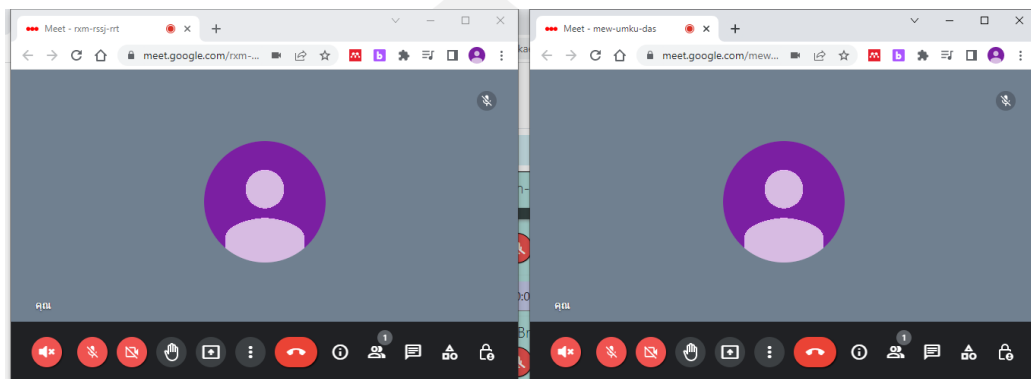 Meet - rxm-rssj-rrt
meet.google.com/rxm-...
คุณ
1
Meet - mew-umku-das
meet.google.com/mew...
คุณ
1